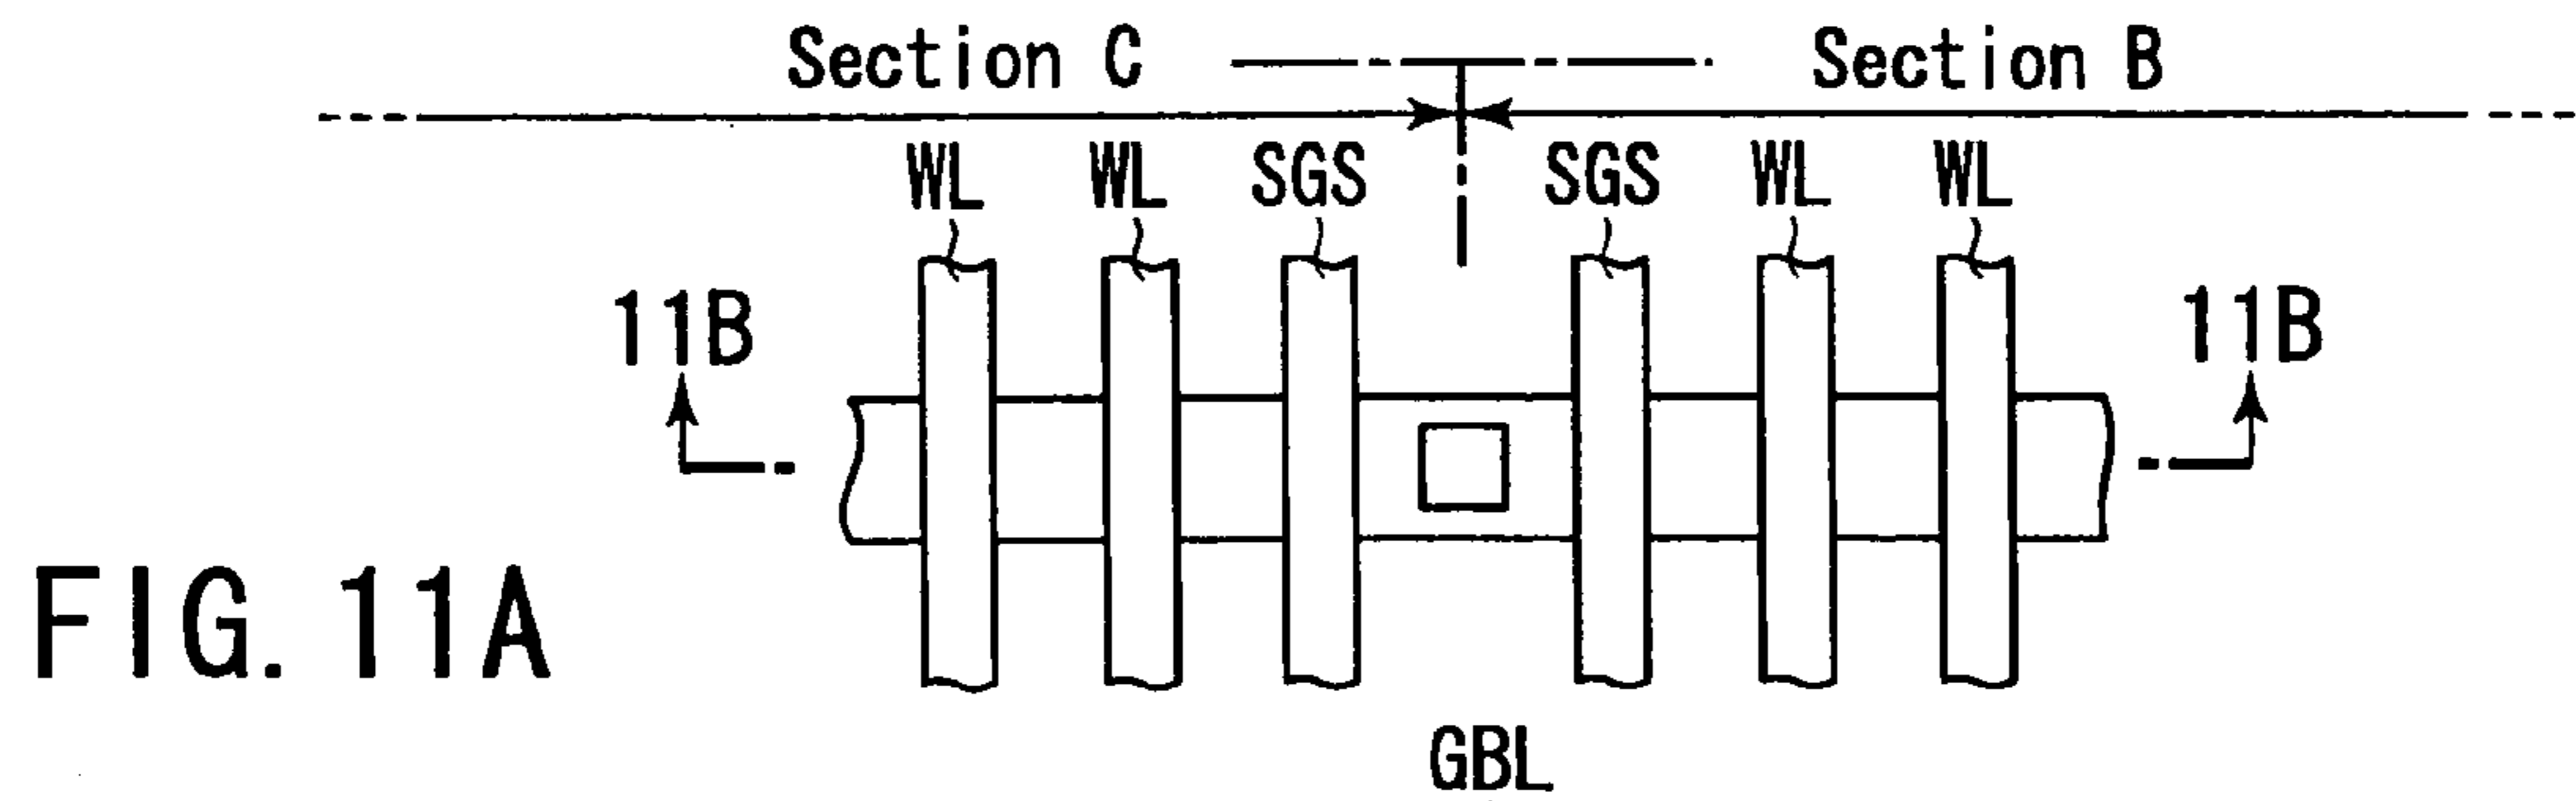 Section C Section B
WL WL SGS SGS WL WL
11B 11B
FIG. 11A
GBL